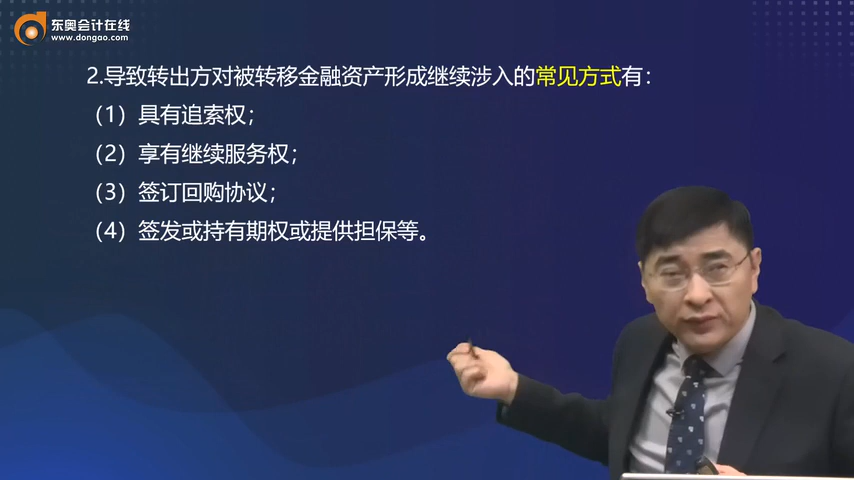 东奥会计在线
www.dongao.com
2.导致转出方对被转移金融资产形成继续涉入的常见方式有：
（1）具有追索权；
（2）享有继续服务权；
（3）签订回购协议；
（4）签发或持有期权或提供担保等。